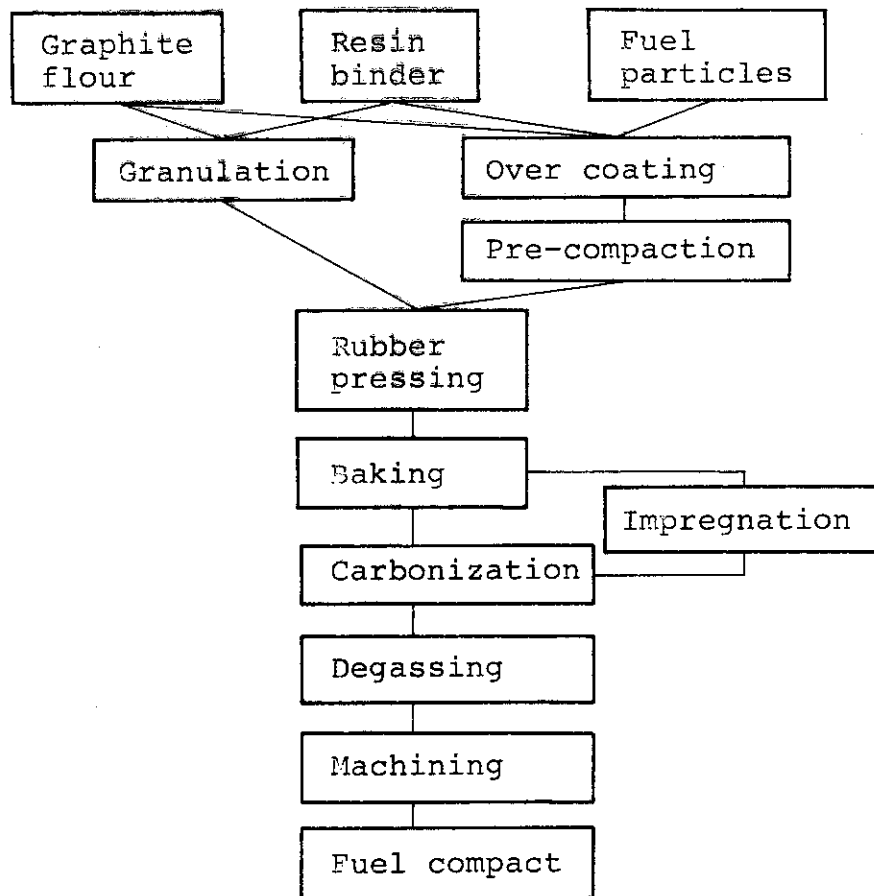 Graphite
flour
Resin
binder
Fuel
particles
Granulation
Over coating
Pre-compaction
Rubber
pressing
Baking
Impregnation
Carbonization
Degassing
Machining
Fuel compact